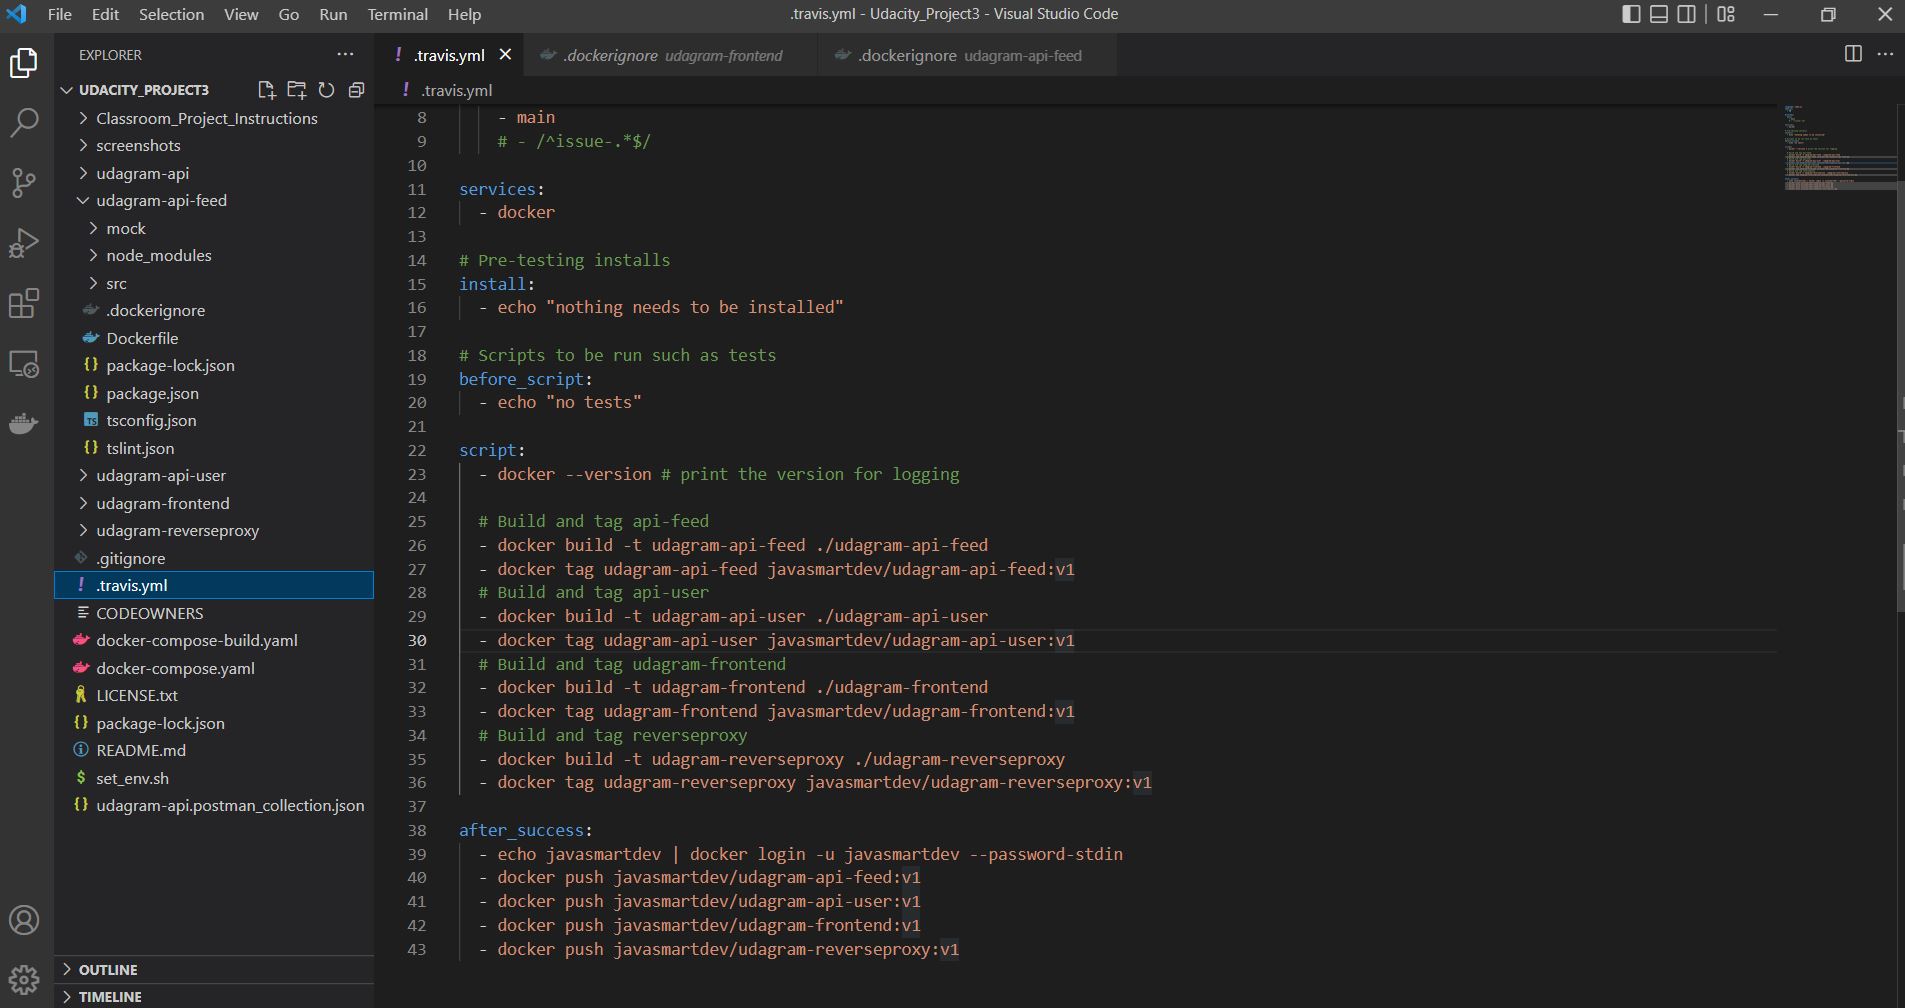 File Edit Selection View Go Run Terminal Help
.travis.yml - Udacity_Project3 - Visual Studio Code
EXPLORER
UDACITY_PROJECT3
Classroom_Project_Instructions
screenshots
udagram-api
udagram-api-feed
mock
node_modules
src
.dockerignore
Dockerfile
package-lock.json
package.json
tsconfig.json
tslint.json
udagram-api-user
udagram-frontend
udagram-reverseproxy
.gitignore
.travis.yml
CODEOWNERS
docker-compose-build.yaml
docker-compose.yaml
LICENSE.txt
package-lock.json
README.md
set_env.sh
udagram-api.postman_collection.json
OUTLINE
TIMELINE
.travis.yml
.dockerignore udagram-frontend
.dockerignore udagram-api-feed
.travis.yml
8 - main
9 # - /^issue-.*$/
10
11 services:
12 - docker
13
14 # Pre-testing installs
15 install:
16 - echo "nothing needs to be installed"
17
18 # Scripts to be run such as tests
19 before_script:
20 - echo "no tests"
21
22 script:
23 - docker --version # print the version for logging
24
25 # Build and tag api-feed
26 - docker build -t udagram-api-feed ./udagram-api-feed
27 - docker tag udagram-api-feed javasmartdev/udagram-api-feed:v1
28 # Build and tag api-user
29 - docker build -t udagram-api-user ./udagram-api-user
30 - docker tag udagram-api-user javasmartdev/udagram-api-user:v1
31 # Build and tag udagram-frontend
32 - docker build -t udagram-frontend ./udagram-frontend
33 - docker tag udagram-frontend javasmartdev/udagram-frontend:v1
34 # Build and tag reverseproxy
35 - docker build -t udagram-reverseproxy ./udagram-reverseproxy
36 - docker tag udagram-reverseproxy javasmartdev/udagram-reverseproxy:v1
37
38 after_success:
39 - echo javasmartdev | docker login -u javasmartdev --password-stdin
40 - docker push javasmartdev/udagram-api-feed:v1
41 - docker push javasmartdev/udagram-api-user:v1
42 - docker push javasmartdev/udagram-frontend:v1
43 - docker push javasmartdev/udagram-reverseproxy:v1